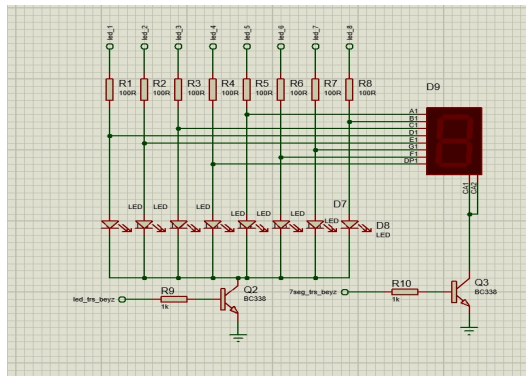 led_1 led_2 led_3 led_4 led_5 led_6 led_7 led_8
R1 R2 R3 R4 R5 R6 R7 R8
100R 100R 100R 100R 100R 100R 100R 100R
D9
A1
B1
C1
D1
E1
G1
F1
DP1
CA1
CA2
LED LED LED LED LED LED
D7
D8
LED
led_trs_beyz
R9
1k
Q2
BC338
7seg_trs_beyz
R10
1k
Q3
BC338